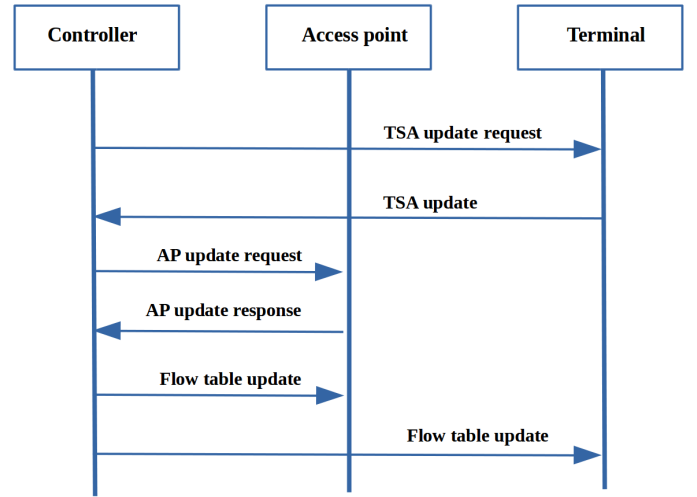 Controller
Access point
Terminal
TSA update request
TSA update
AP update request
AP update response
Flow table update
Flow table update